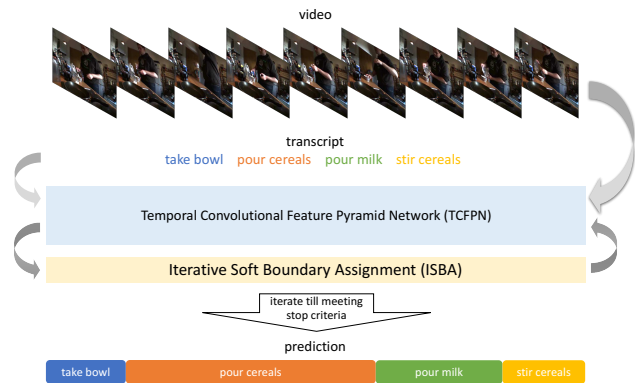 video
transcript
take bowl pour cereals pour milk stir cereals
Temporal Convolutional Feature Pyramid Network (TCFPN)
Iterative Soft Boundary Assignment (ISBA)
iterate till meeting
stop criteria
prediction
take bowl pour cereals pour milk stir cereals